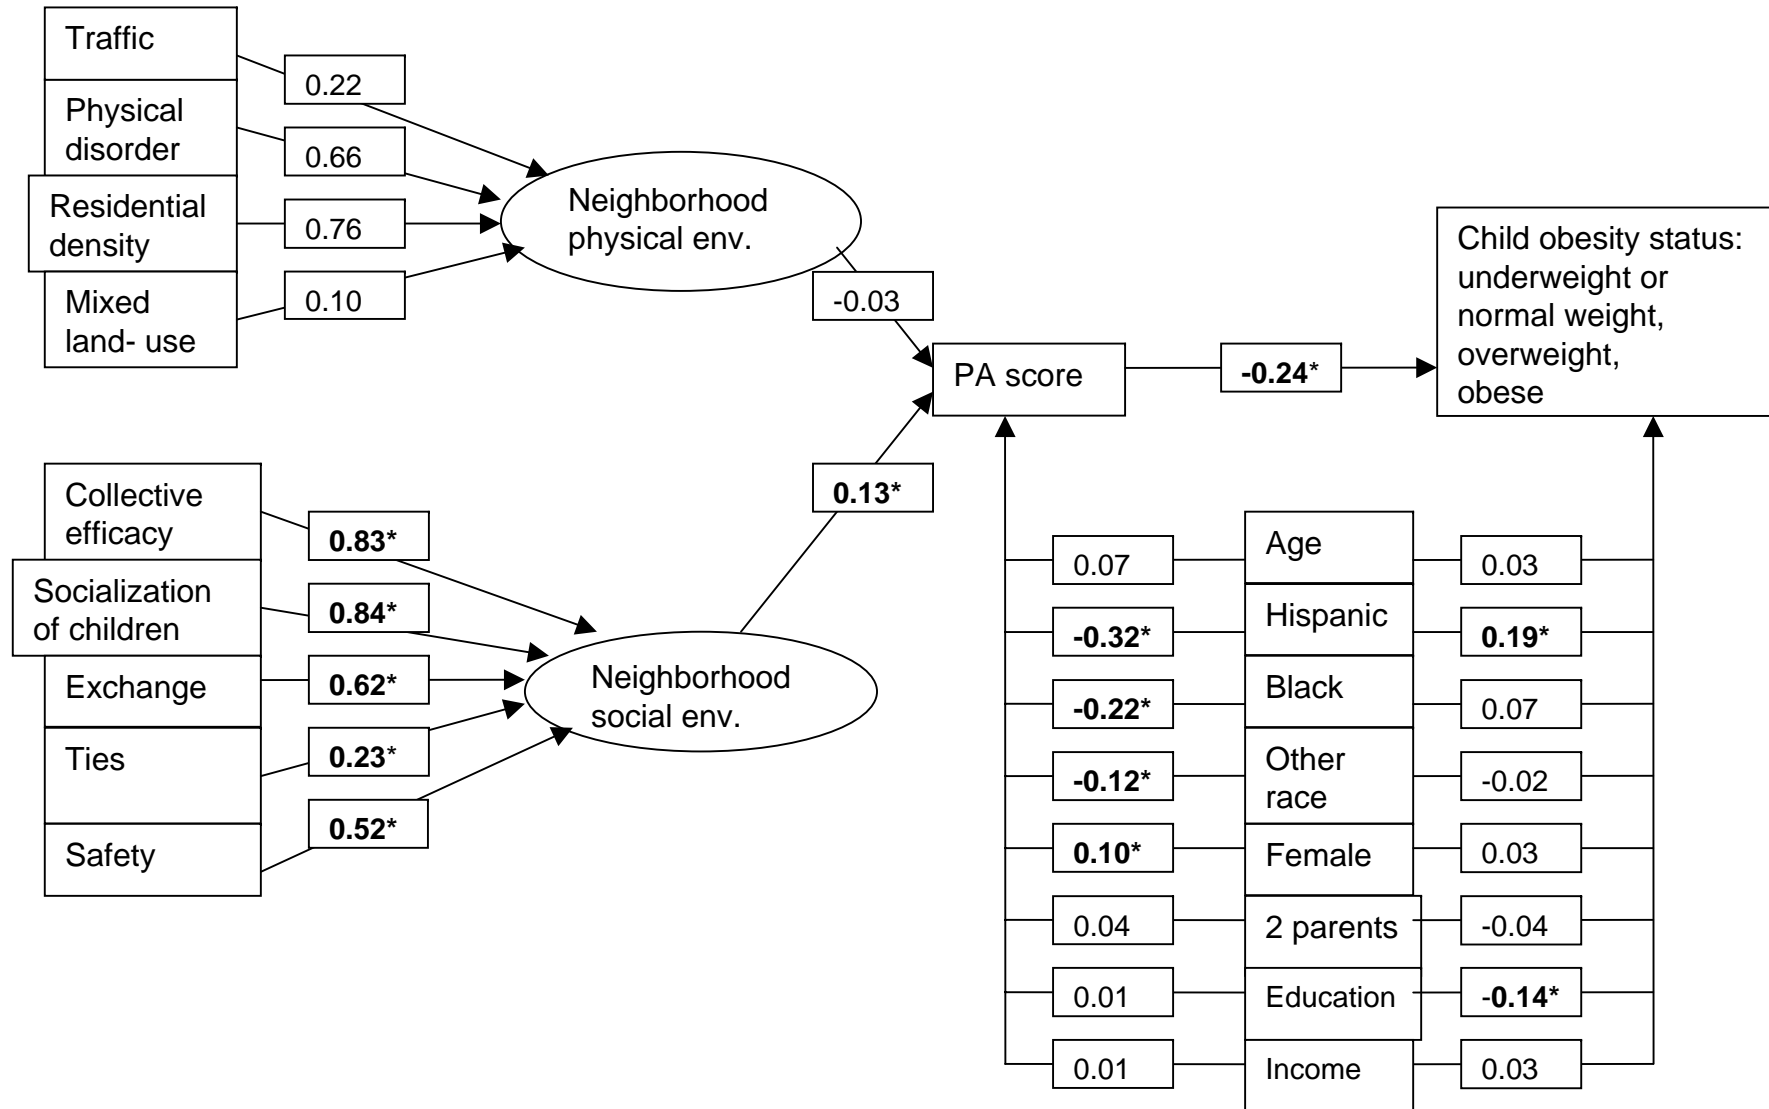 Traffic
0.22
Physical
disorder
0.66
Residential
density
0.76
Mixed
land- use
0.10
Neighborhood
physical env.
-0.03
PA score
-0.24*
Child obesity status:
underweight or
normal weight,
overweight,
obese
Collective
efficacy
0.83*
Socialization
of children
0.84*
Exchange
0.62*
Ties
0.23*
Safety
0.52*
Neighborhood
social env.
0.13*
0.07
Age
0.03
-0.32*
Hispanic
0.19*
-0.22*
Black
0.07
-0.12*
Other
race
-0.02
0.10*
Female
0.03
0.04
2 parents
-0.04
0.01
Education
-0.14*
0.01
Income
0.03